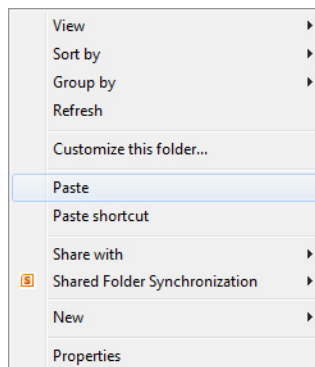 View
Sort by
Group by
Refresh
Customize this folder...
Paste
Paste shortcut
Share with
S Shared Folder Synchronization
New
Properties